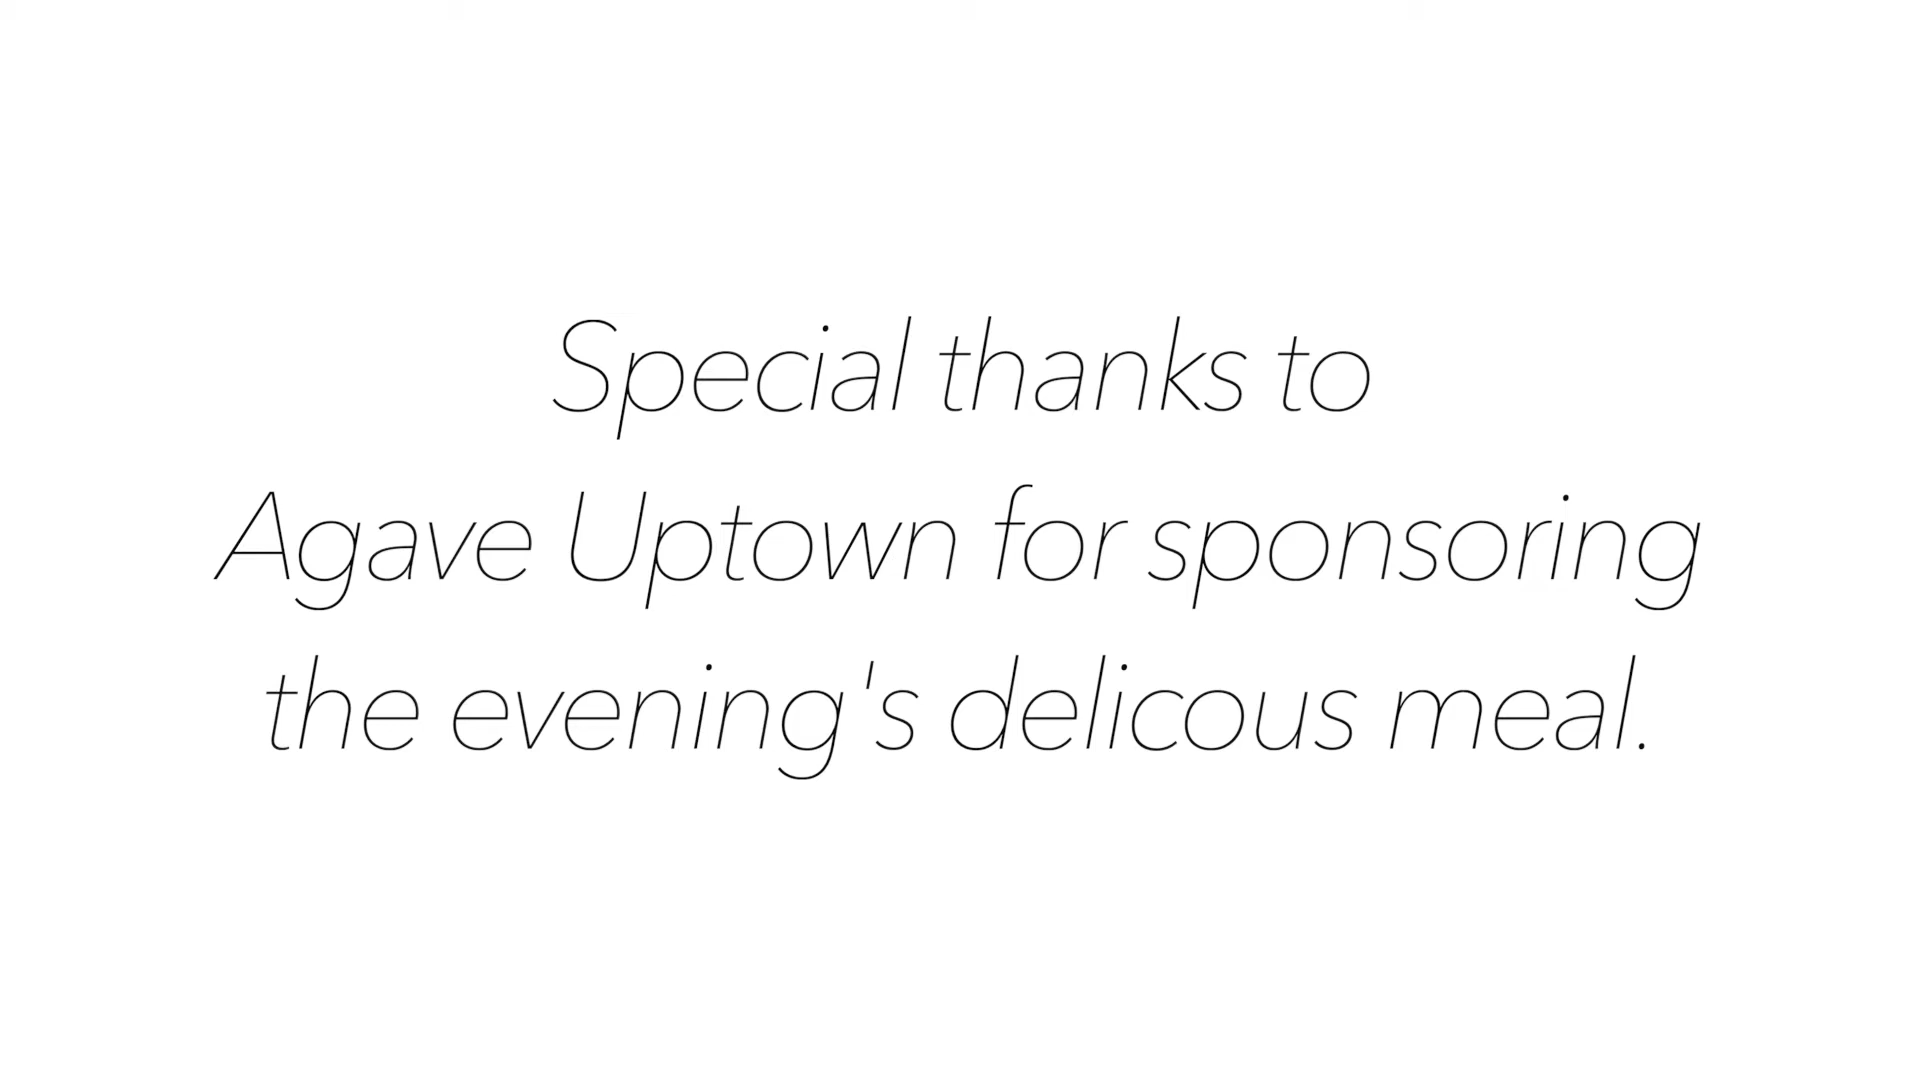 Special thanks to
Agave Uptown for sponsoring
the evening's delicous meal.